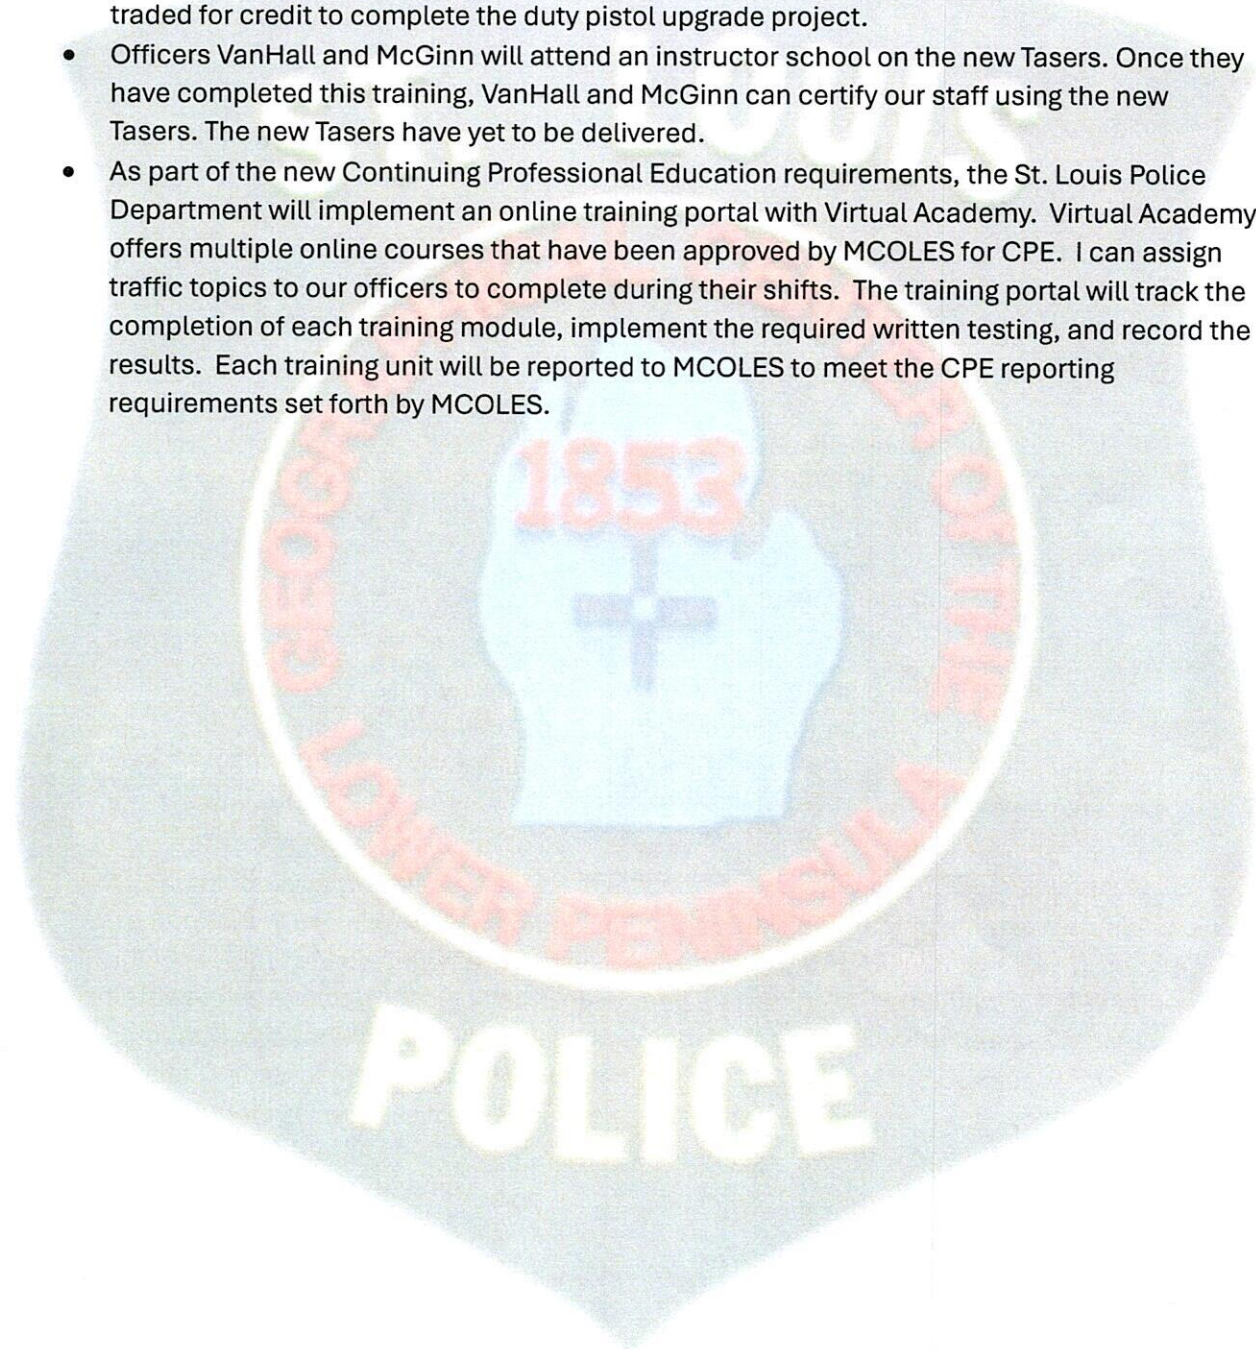 traded for credit to complete the duty pistol upgrade project.
• Officers VanHall and McGinn will attend an instructor school on the new Tasers. Once they
have completed this training, VanHall and McGinn can certify our staff using the new
Tasers. The new Tasers have yet to be delivered.
• As part of the new Continuing Professional Education requirements, the St. Louis Police
Department will implement an online training portal with Virtual Academy.  Virtual Academy
offers multiple online courses that have been approved by MCOLES for CPE.  I can assign
traffic topics to our officers to complete during their shifts.  The training portal will track the
completion of each training module, implement the required written testing, and record the
results.  Each training unit will be reported to MCOLES to meet the CPE reporting
requirements set forth by MCOLES.
ST. LOUIS
GEOGRAPHICAL CENTER OF THE
1853
LOWER PENINSULA
POLICE